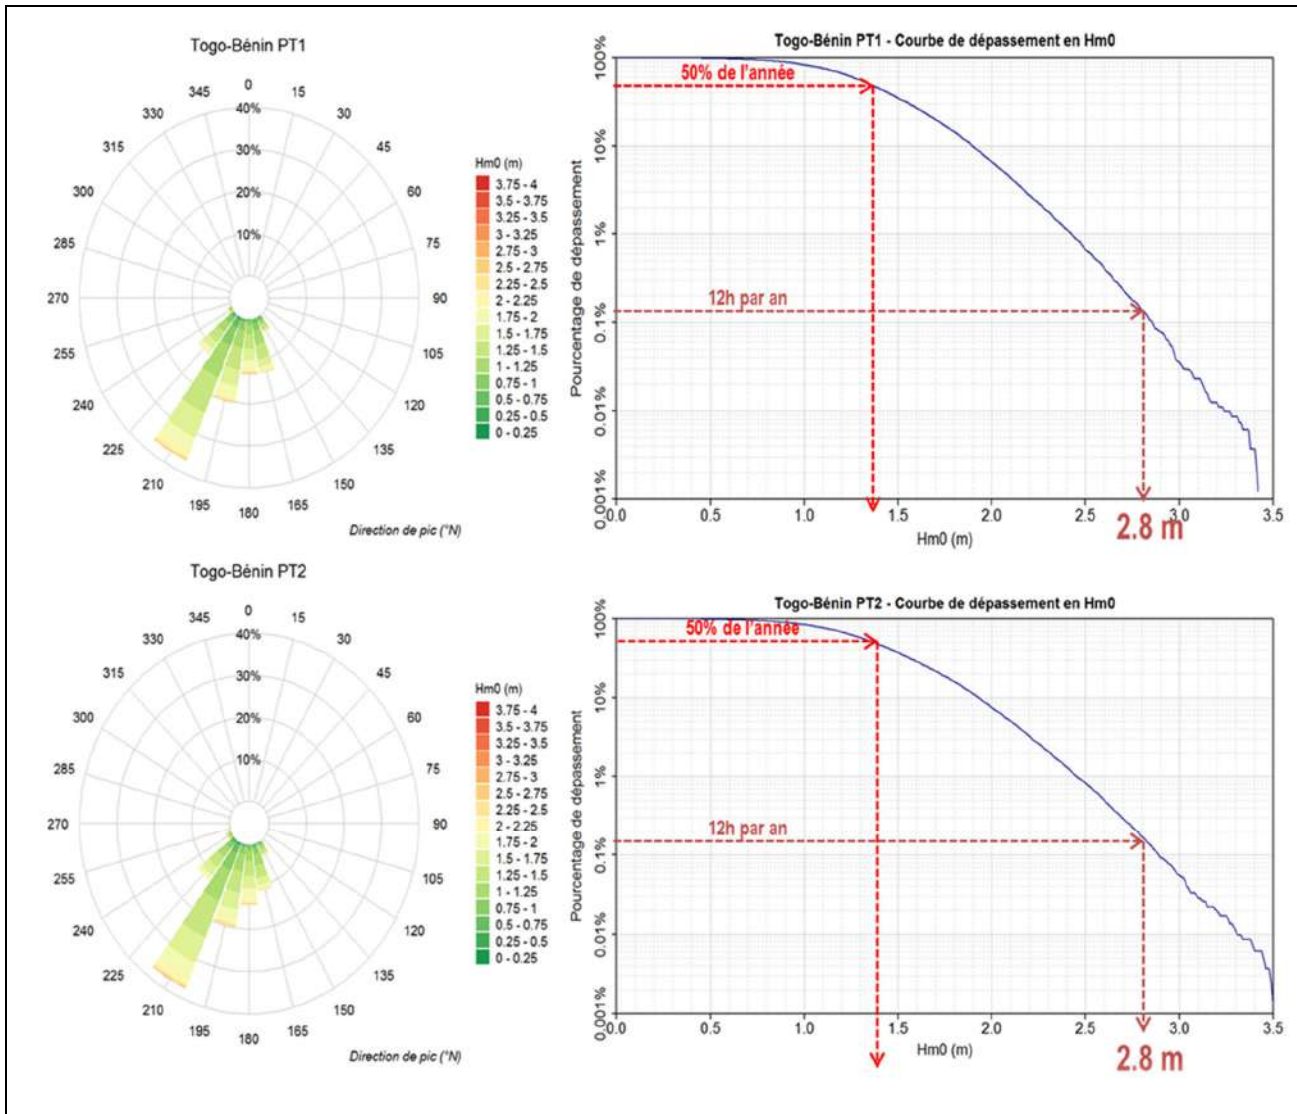 Togo-Bénin PT1
0
15
30
45
60
75
90
105
120
135
150
165
180
195
210
225
240
255
270
285
300
315
330
345
40%
30%
20%
10%
Direction de pic (°N)
Hm0 (m)
3.75 - 4
3.5 - 3.75
3.25 - 3.5
3 - 3.25
2.75 - 3
2.5 - 2.75
2.25 - 2.5
2 - 2.25
1.75 - 2
1.5 - 1.75
1.25 - 1.5
1 - 1.25
0.75 - 1
0.5 - 0.75
0.25 - 0.5
0 - 0.25
Togo-Bénin PT1 - Courbe de dépassement en Hm0
Pourcentage de dépassement
100%
10%
1%
0.1%
0.01%
0.001%
50% de l'année
12h par an
0.0
0.5
1.0
1.5
2.0
2.5
3.0
3.5
Hm0 (m)
2.8 m
Togo-Bénin PT2
0
15
30
45
60
75
90
105
120
135
150
165
180
195
210
225
240
255
270
285
300
315
330
345
40%
30%
20%
10%
Direction de pic (°N)
Hm0 (m)
3.75 - 4
3.5 - 3.75
3.25 - 3.5
3 - 3.25
2.75 - 3
2.5 - 2.75
2.25 - 2.5
2 - 2.25
1.75 - 2
1.5 - 1.75
1.25 - 1.5
1 - 1.25
0.75 - 1
0.5 - 0.75
0.25 - 0.5
0 - 0.25
Togo-Bénin PT2 - Courbe de dépassement en Hm0
Pourcentage de dépassement
100%
10%
1%
0.1%
0.01%
0.001%
50% de l'année
12h par an
0.0
0.5
1.0
1.5
2.0
2.5
3.0
3.5
Hm0 (m)
2.8 m